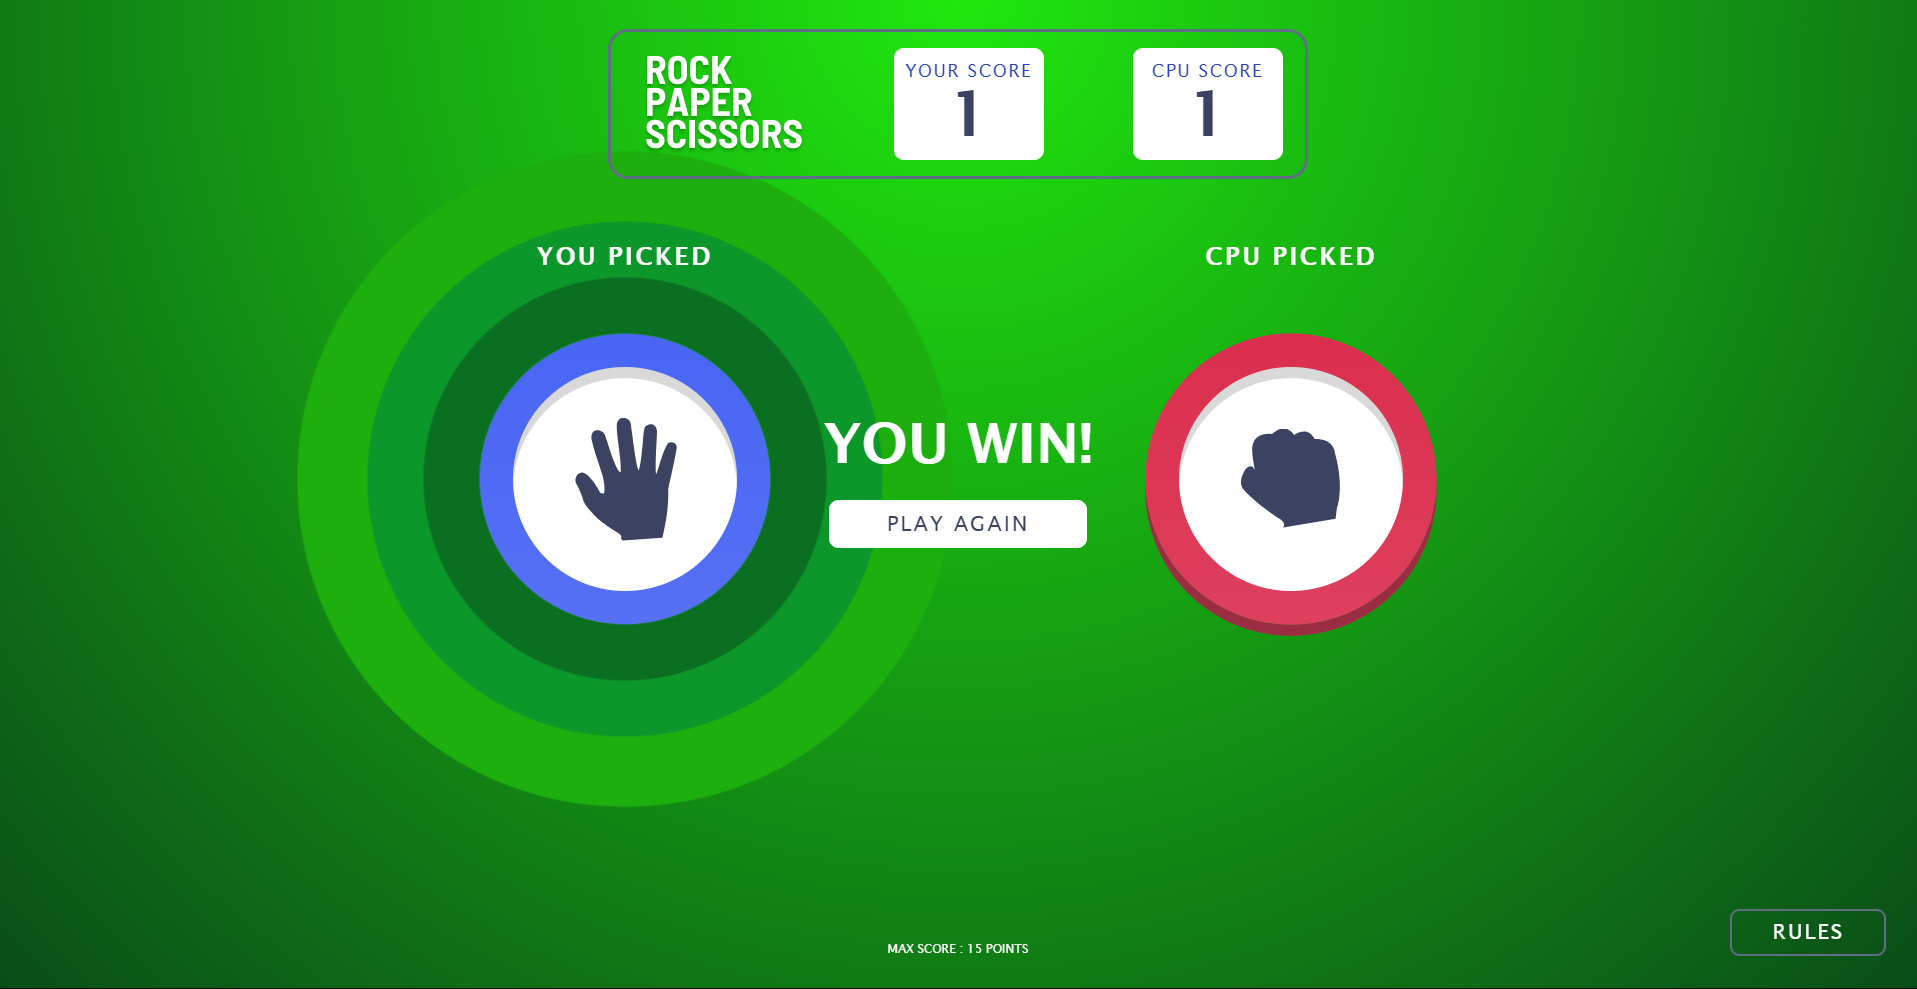 ROCK
PAPER
SCISSORS
YOUR SCORE
1
CPU SCORE
1
YOU PICKED
CPU PICKED
YOU WIN!
PLAY AGAIN
MAX SCORE : 15 POINTS
RULES